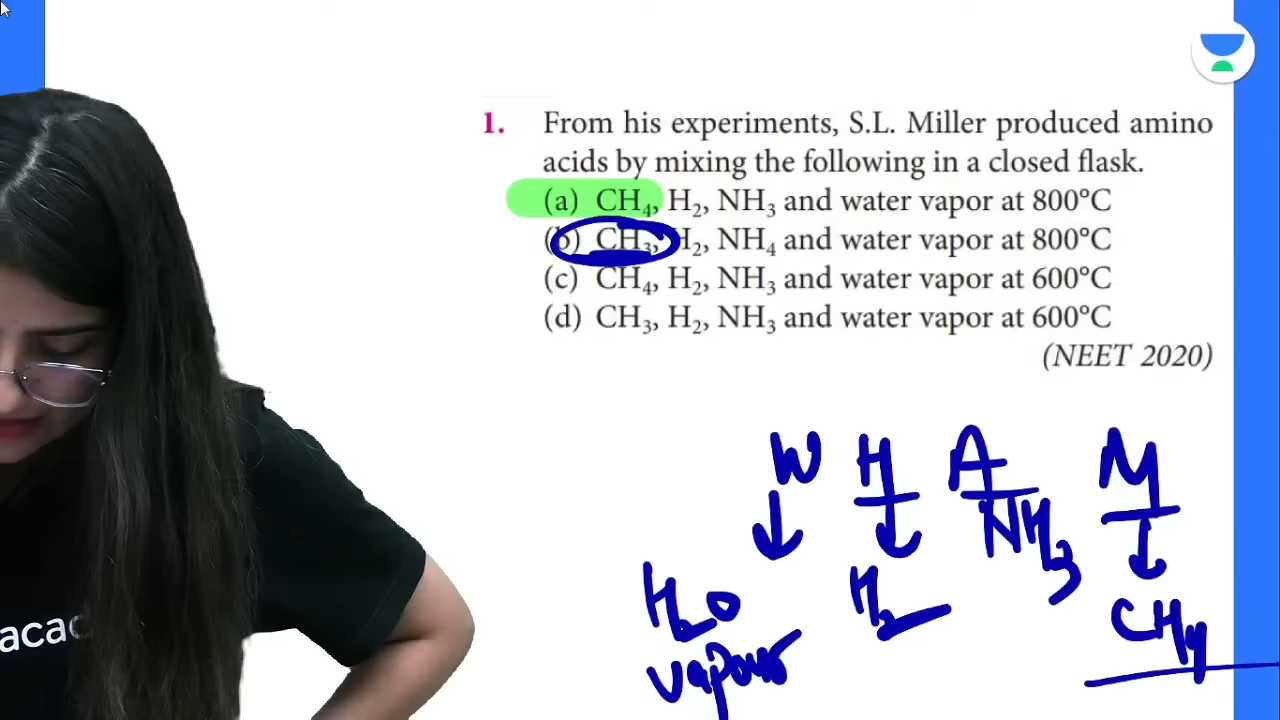 1. From his experiments, S.L. Miller produced amino
acids by mixing the following in a closed flask.
(a) CH₄, H₂, NH₃ and water vapor at 800°C
(b) CH₃, H₂, NH₄ and water vapor at 800°C
(c) CH₄, H₂, NH₃ and water vapor at 600°C
(d) CH₃, H₂, NH₃ and water vapor at 600°C
(NEET 2020)
W H A M
NH₃
H₂O H₂ CH₄
vapour
acad